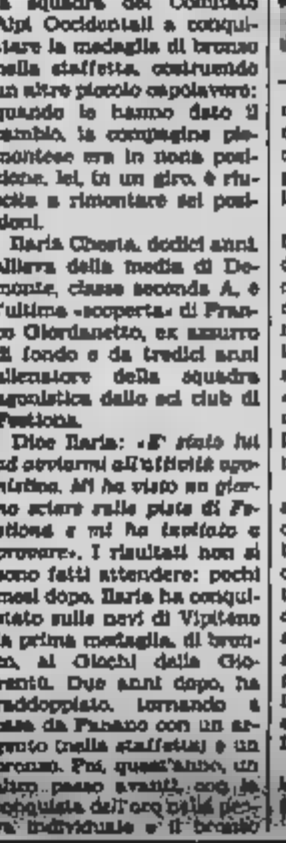 squadra del Comitato
Alpi Occidentali a conqui-
stare la medaglia di bronzo
nella staffetta, costruendo
un altro piccolo capolavoro:
quando le hanno dato il
cambio, la compagine pie-
montese era in nona posi-
zione, lei, in un giro, è riu-
scita a rimontare sei posi-
zioni.
Ilaria Chesta, dodici anni,
allieva della media di De-
monte, classe seconda A, è
l'ultima «scoperta» di Fran-
co Giordanetto, ex azzurro
di fondo e da tredici anni
allenatore della squadra
agonistica dello sci club di
Festiona.
Dice Ilaria: «E' stato lui
ad avviarmi all'attività ago-
nistica. Mi ha visto un gior-
no sciare sulle piste di Fe-
stiona e mi ha invitato a
provare». I risultati non si
sono fatti attendere: pochi
mesi dopo, Ilaria ha conqui-
stato sulle nevi di Vipiteno
la prima medaglia, di bron-
zo, ai Giochi della Gio-
ventù. Due anni dopo, ha
raddoppiato, tornando a
casa da Fanano con un ar-
gento (nella staffetta) e un
bronzo. Poi, quest'anno, un
altro passo avanti, con la
conquista dell'oro nella pro-
va individuale e il bronzo